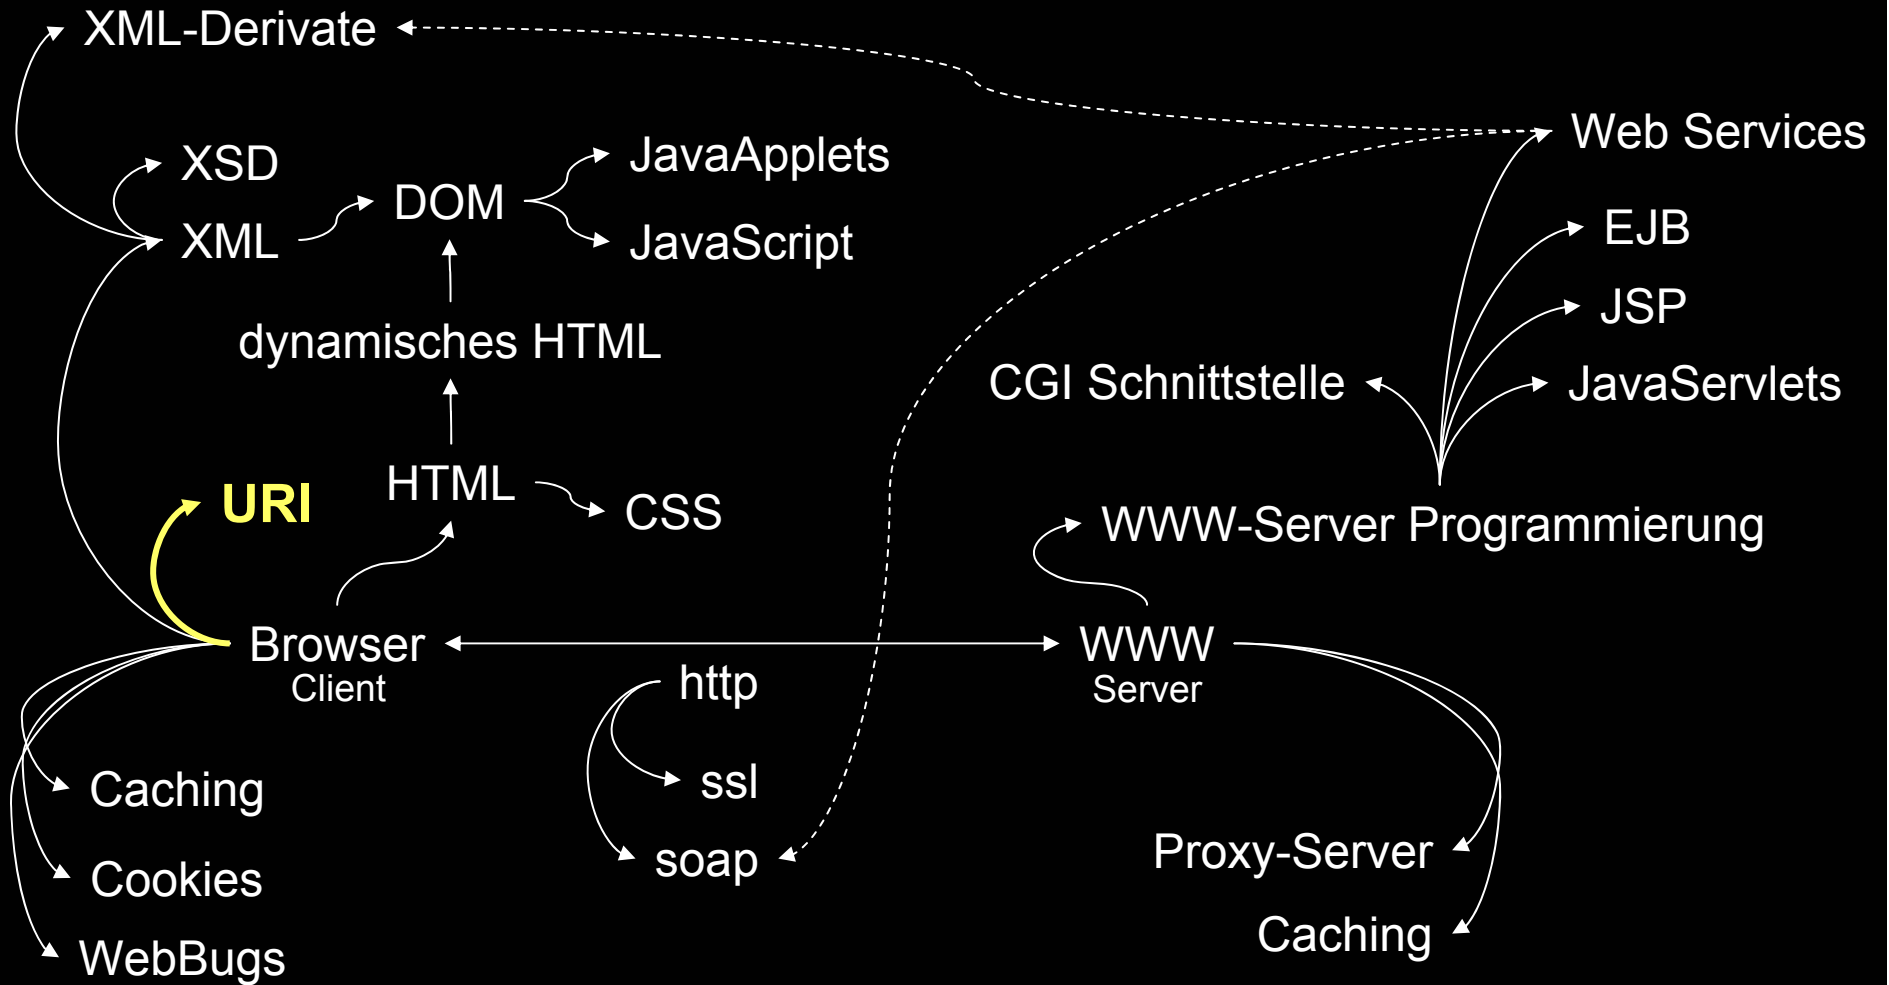 XML-Derivate
Web Services
XSD
JavaApplets
DOM
XML
JavaScript
EJB
JSP
dynamisches HTML
CGI Schnittstelle
JavaServlets
HTML
URI
CSS
WWW-Server Programmierung
Browser
Client
WWW
Server
http
ssl
Caching
soap
Proxy-Server
Cookies
Caching
WebBugs